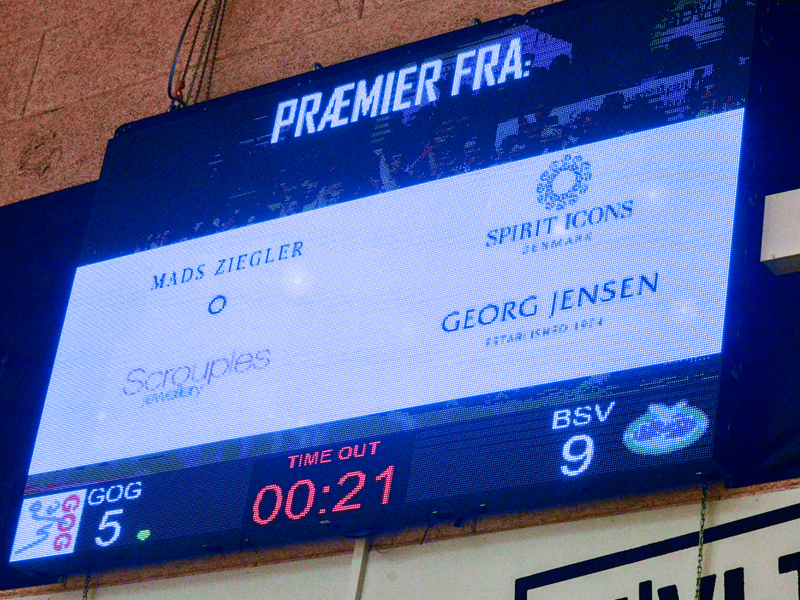 PRÆMIER FRA:
MADS ZIEGLER
SPIRIT ICONS
DENMARK
GEORG JENSEN
ESTABLISHED 1904
Scrouples
jewellery
TIME OUT
00:21
GOG
5
BSV
9
GOG